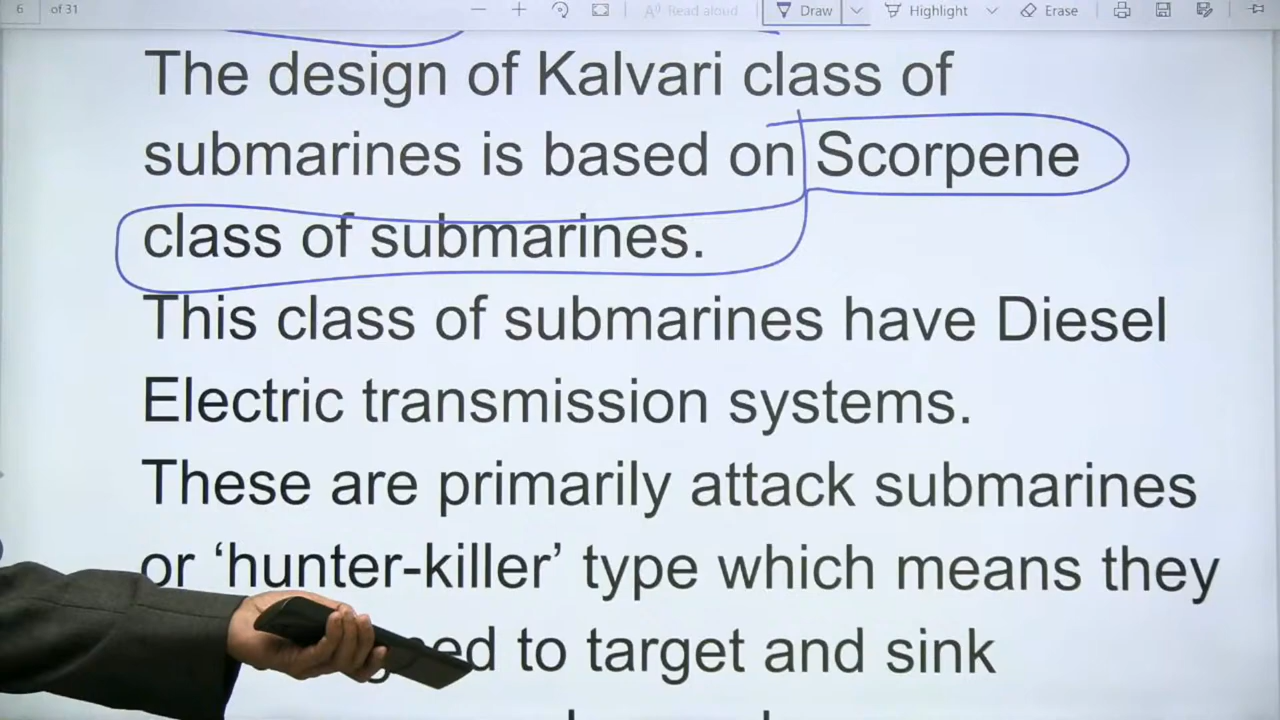 6 of 31 Read aloud Draw Highlight Erase
The design of Kalvari class of
submarines is based on Scorpene
class of submarines.
This class of submarines have Diesel
Electric transmission systems.
These are primarily attack submarines
or ‘hunter-killer’ type which means they
to target and sink